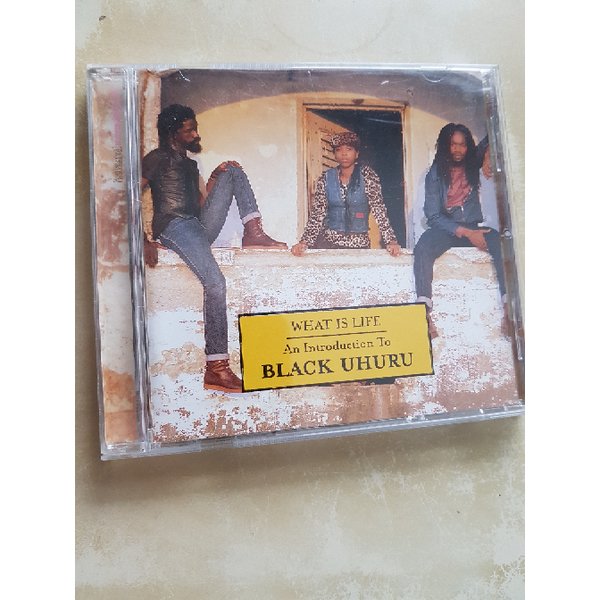 WHAT IS LIFE
An Introduction To
BLACK UHURU